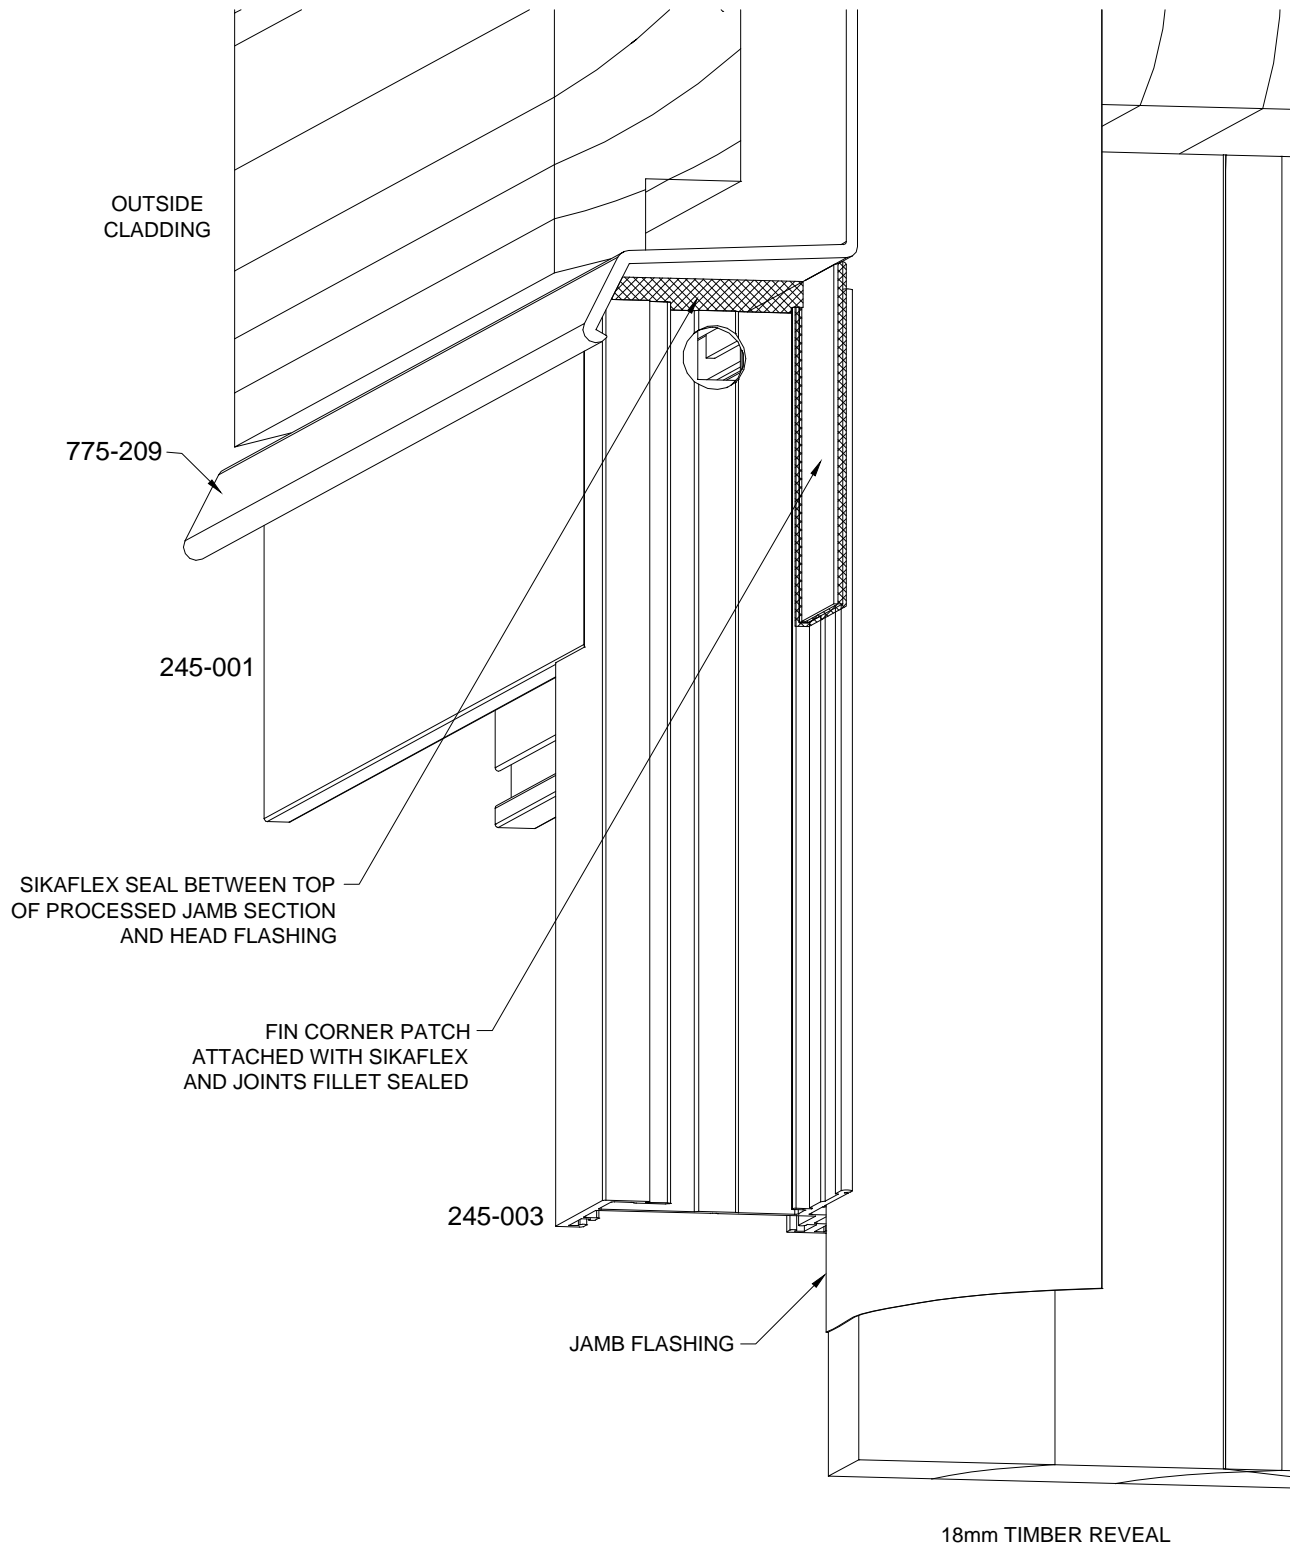 OUTSIDE
CLADDING
775-209
245-001
SIKAFLEX SEAL BETWEEN TOP
OF PROCESSED JAMB SECTION
AND HEAD FLASHING
FIN CORNER PATCH
ATTACHED WITH SIKAFLEX
AND JOINTS FILLET SEALED
245-003
JAMB FLASHING
18mm TIMBER REVEAL